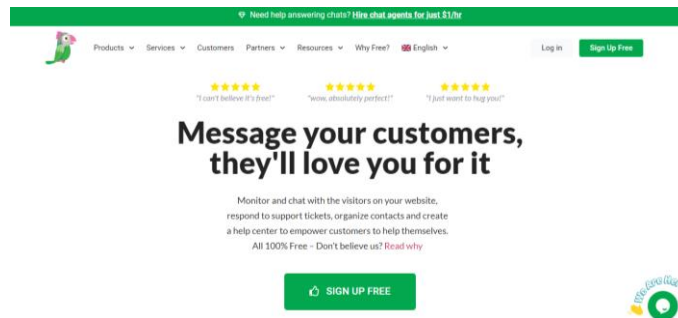 Need help answering chats? Hire chat agents for just $1/hr
Products Services Customers Partners Resources Why Free? English Log in Sign Up Free
"I can't believe it's free!" "wow, absolutely perfect!" "I just want to hug you!"
Message your customers,
they'll love you for it
Monitor and chat with the visitors on your website,
respond to support tickets, organize contacts and create
a help center to empower customers to help themselves.
All 100% Free – Don't believe us? Read why
SIGN UP FREE
We Are